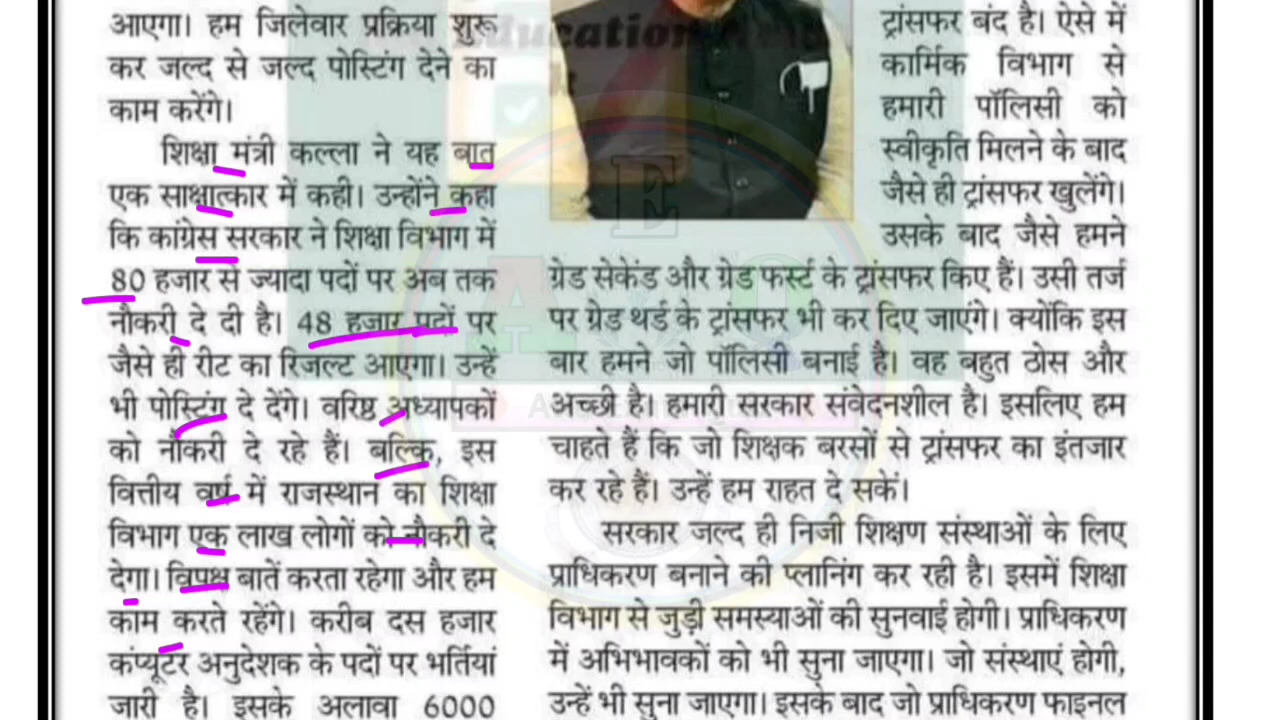 आएगा। हम जिलेवार प्रक्रिया शुरू
कर जल्द से जल्द पोस्टिंग देने का
काम करेंगे।
शिक्षा मंत्री कल्ला ने यह बात
एक साक्षात्कार में कही। उन्होंने कहा
कि कांग्रेस सरकार ने शिक्षा विभाग में
80 हजार से ज्यादा पदों पर अब तक
नौकरी दे दी है। 48 हजार पदों पर
जैसे ही रीट का रिजल्ट आएगा। उन्हें
भी पोस्टिंग दे देंगे। वरिष्ठ अध्यापकों
को नौकरी दे रहे हैं। बल्कि, इस
वित्तीय वर्ष में राजस्थान का शिक्षा
विभाग एक लाख लोगों को नौकरी दे
देगा। विपक्ष बातें करता रहेगा और हम
काम करते रहेंगे। करीब दस हजार
कंप्यूटर अनुदेशक के पदों पर भर्तियां
जारी है। इसके अलावा 6000
ट्रांसफर बंद है। ऐसे में
कार्मिक विभाग से
हमारी पॉलिसी को
स्वीकृति मिलने के बाद
जैसे ही ट्रांसफर खुलेंगे।
उसके बाद जैसे हमने
ग्रेड सेकेंड और ग्रेड फर्स्ट के ट्रांसफर किए हैं। उसी तर्ज
पर ग्रेड थर्ड के ट्रांसफर भी कर दिए जाएंगे। क्योंकि इस
बार हमने जो पॉलिसी बनाई है। वह बहुत ठोस और
अच्छी है। हमारी सरकार संवेदनशील है। इसलिए हम
चाहते हैं कि जो शिक्षक बरसों से ट्रांसफर का इंतजार
कर रहे हैं। उन्हें हम राहत दे सकें।
सरकार जल्द ही निजी शिक्षण संस्थाओं के लिए
प्राधिकरण बनाने की प्लानिंग कर रही है। इसमें शिक्षा
विभाग से जुड़ी समस्याओं की सुनवाई होगी। प्राधिकरण
में अभिभावकों को भी सुना जाएगा। जो संस्थाएं होगी,
उन्हें भी सुना जाएगा। इसके बाद जो प्राधिकरण फाइनल